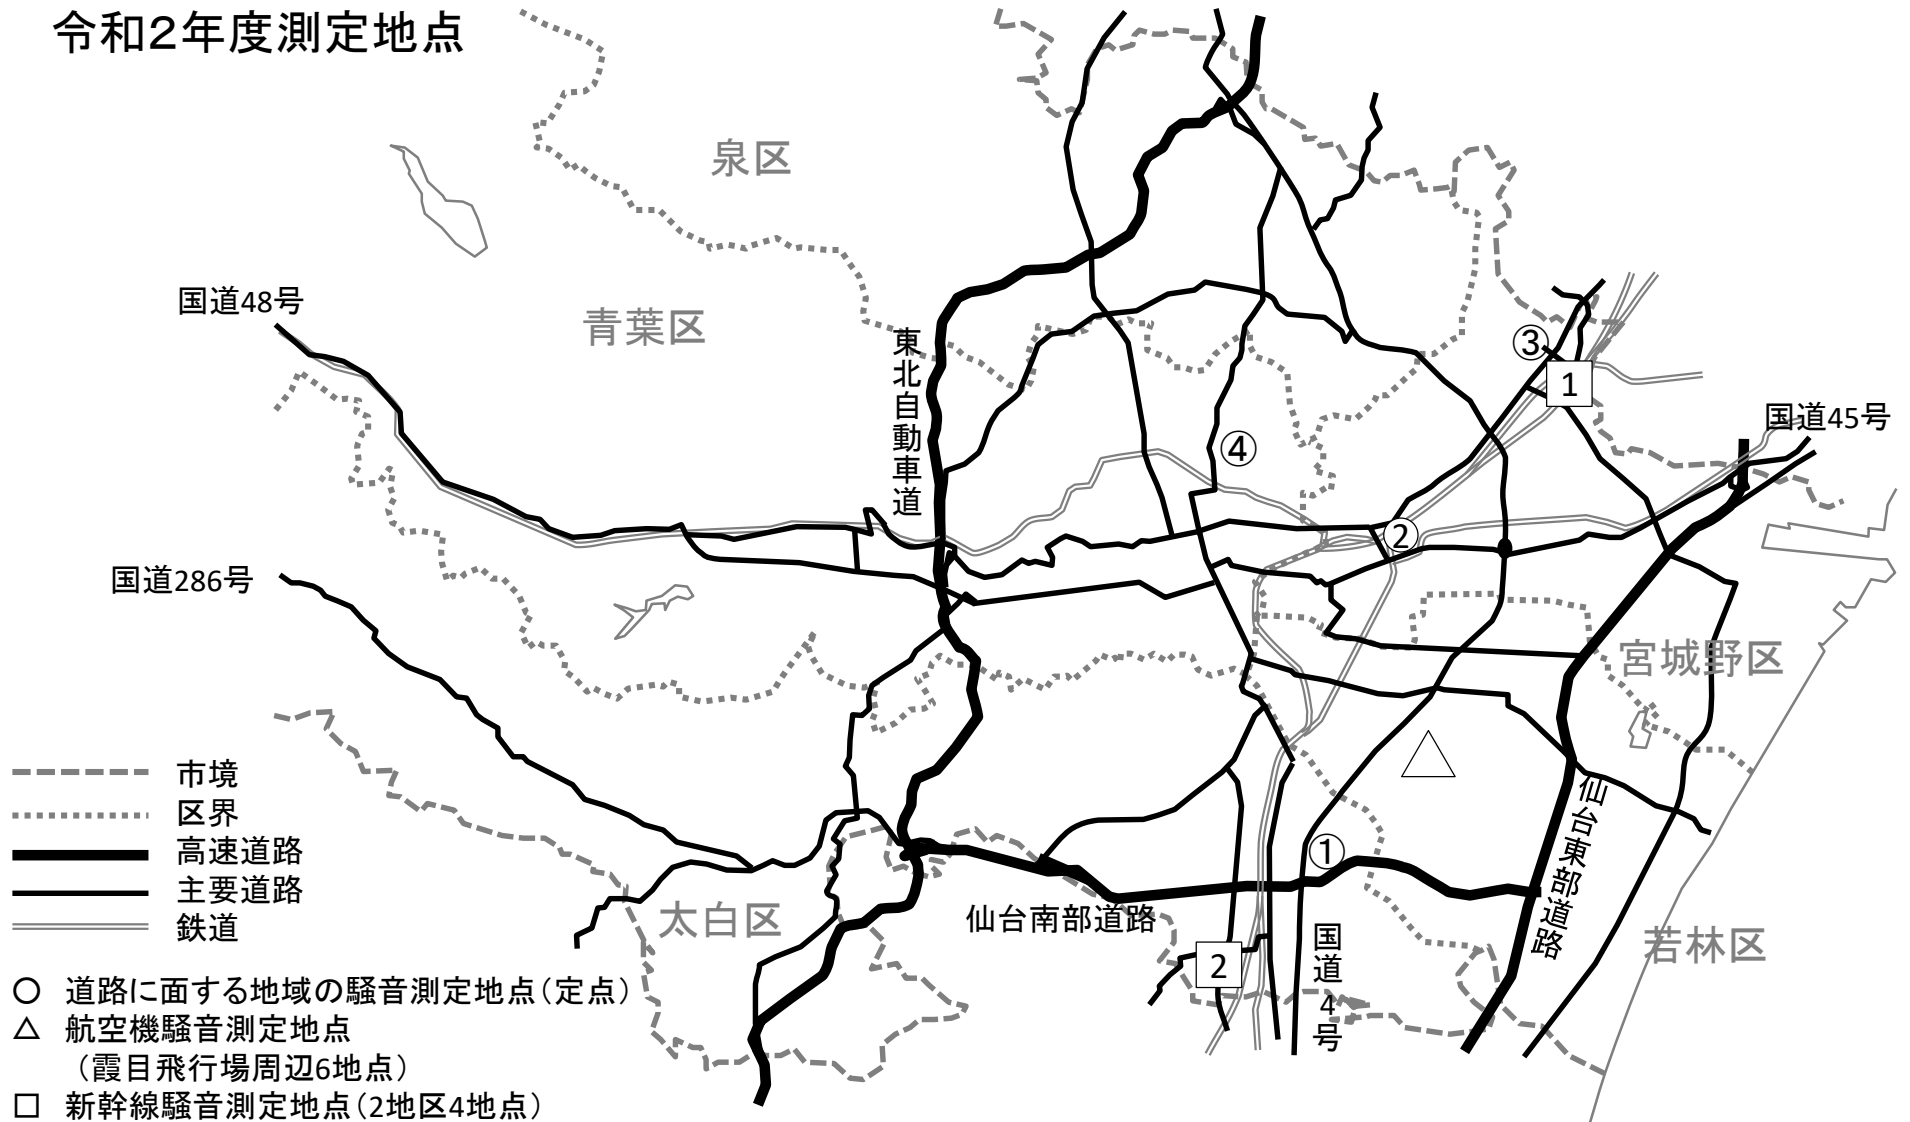 令和2年度測定地点
泉区
国道48号
青葉区
東北自動車道
③
1
国道45号
④
②
国道286号
宮城野区
市境
区界
高速道路
主要道路
鉄道
仙台東部道路
①
太白区
仙台南部道路
国道4号
若林区
2
○ 道路に面する地域の騒音測定地点(定点)
△ 航空機騒音測定地点
(霞目飛行場周辺6地点)
□ 新幹線騒音測定地点(2地区4地点)